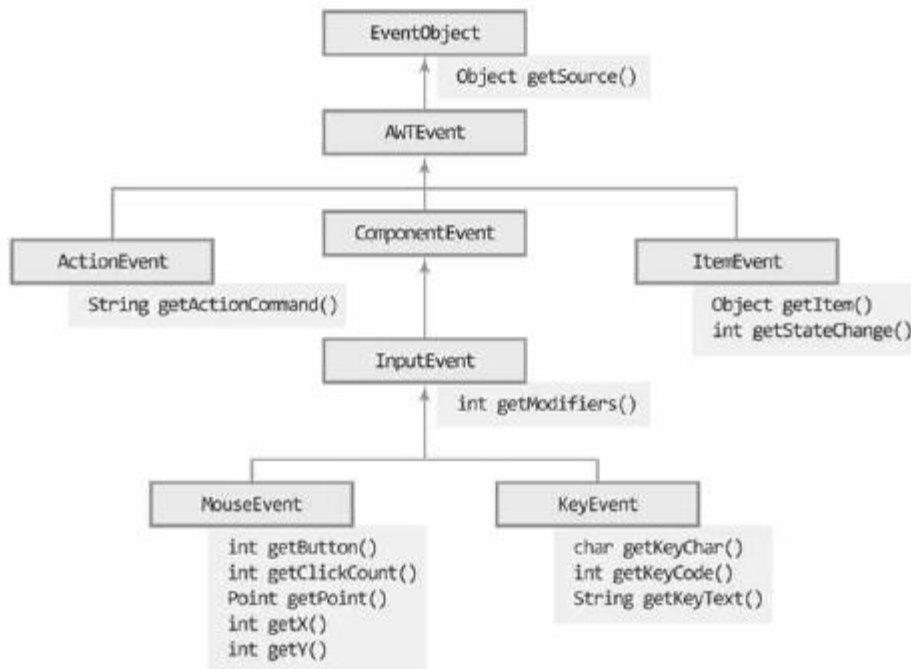 EventObject
Object getSource()
AWTEvent
ComponentEvent
ActionEvent
ItemEvent
String getActionCommand()
Object getItem()
int getStateChange()
InputEvent
int getModifiers()
MouseEvent
KeyEvent
int getButton()
int getClickCount()
Point getPoint()
int getX()
int getY()
char getKeyChar()
int getKeyCode()
String getKeyText()